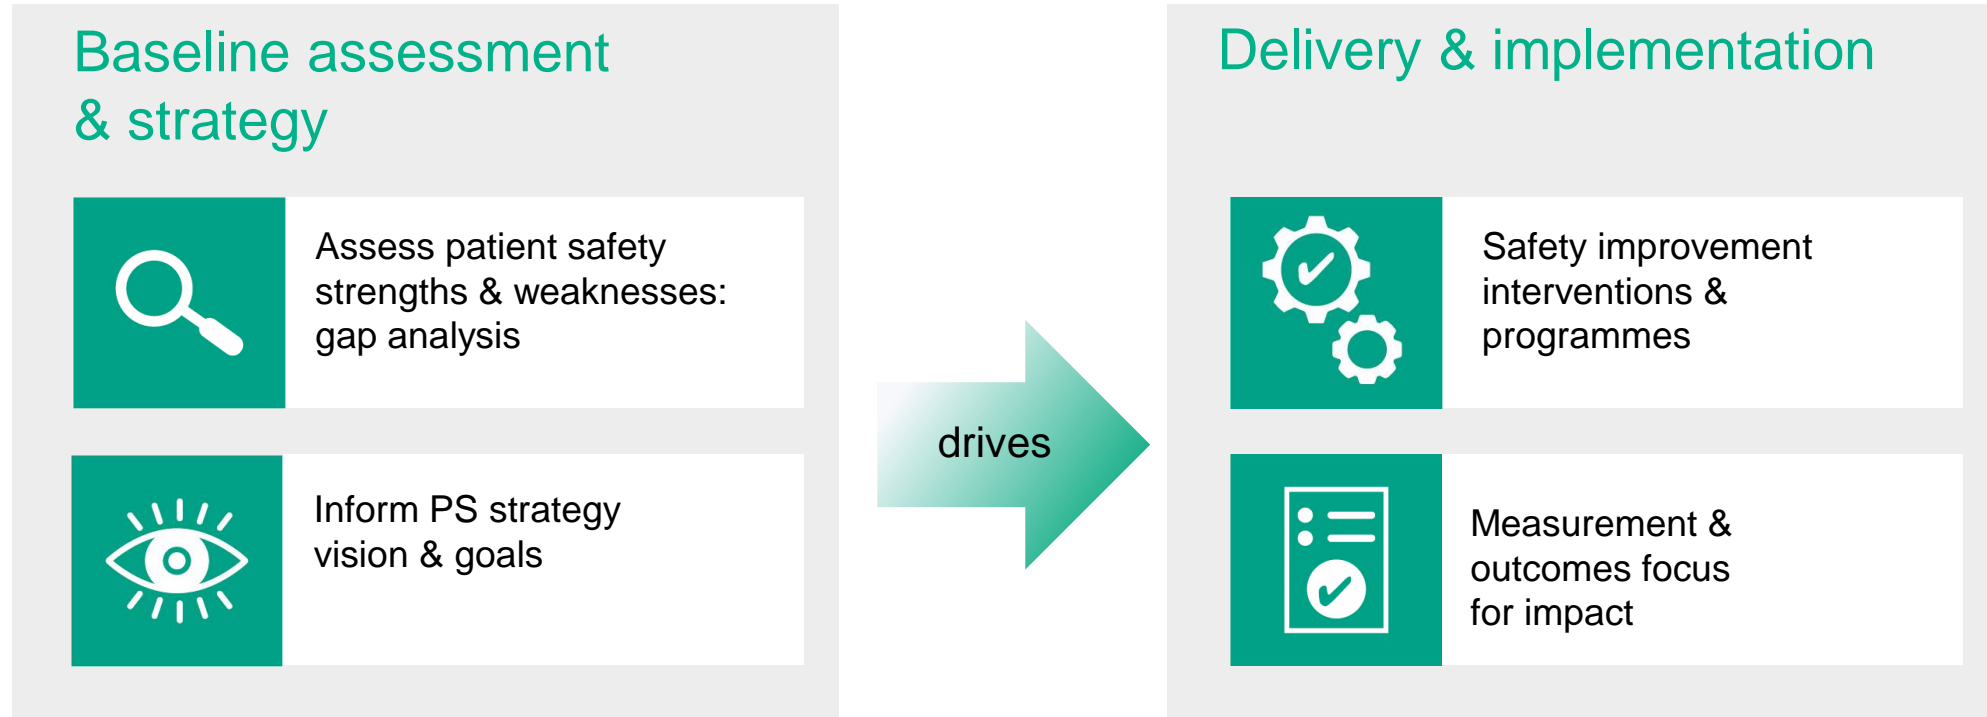 Baseline assessment
& strategy
Assess patient safety
strengths & weaknesses:
gap analysis
Inform PS strategy
vision & goals
drives
Delivery & implementation
Safety improvement
interventions &
programmes
Measurement &
outcomes focus
for impact